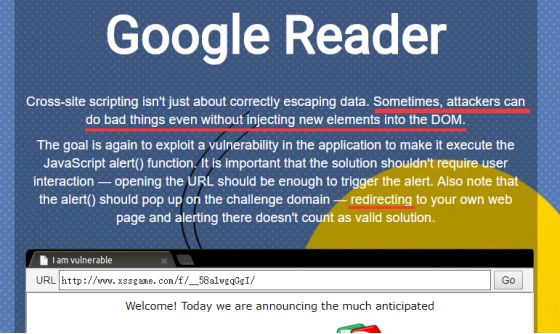 Google Reader
Cross-site scripting isn't just about correctly escaping data. Sometimes, attackers can
do bad things even without injecting new elements into the DOM.
The goal is again to exploit a vulnerability in the application to make it execute the
JavaScript alert() function. It is important that the solution shouldn't require user
interaction — opening the URL should be enough to trigger the alert. Also note that
the alert() should pop up on the challenge domain — redirecting to your own web
page and alerting there doesn't count as valid solution.
I am vulnerable
URL http://www.xssgame.com/f/__58a1wgqGgI/ Go
Welcome! Today we are announcing the much anticipated